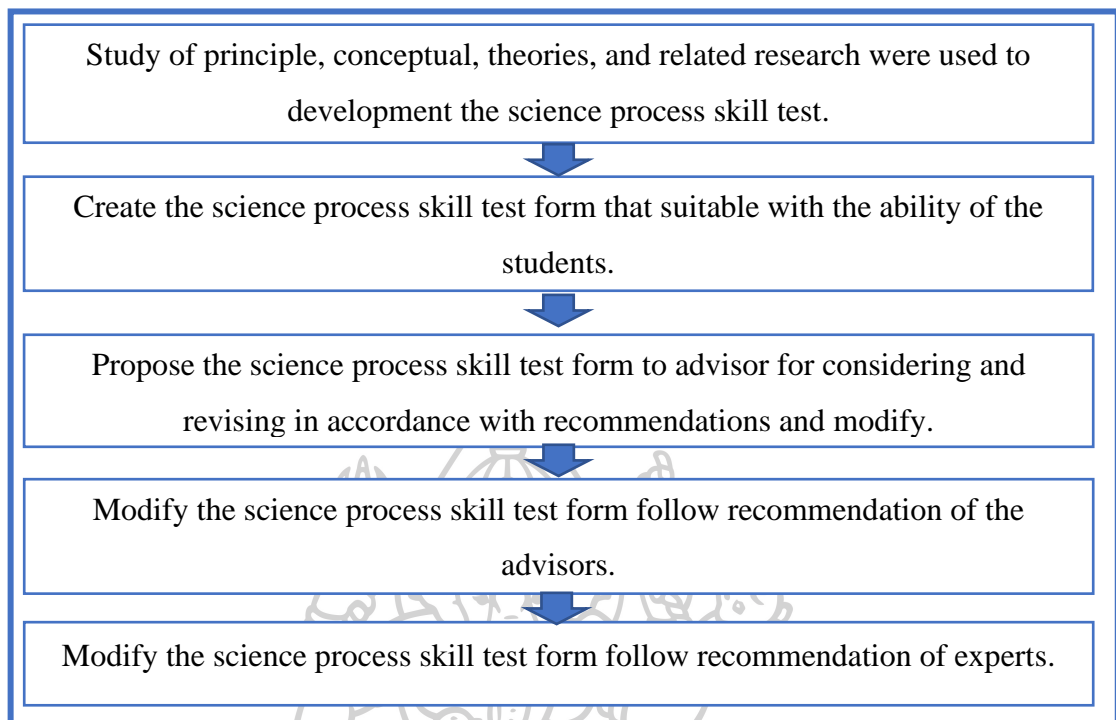 Study of principle, conceptual, theories, and related research were used to
development the science process skill test.
Create the science process skill test form that suitable with the ability of the
students.
Propose the science process skill test form to advisor for considering and
revising in accordance with recommendations and modify.
Modify the science process skill test form follow recommendation of the
advisors.
Modify the science process skill test form follow recommendation of experts.